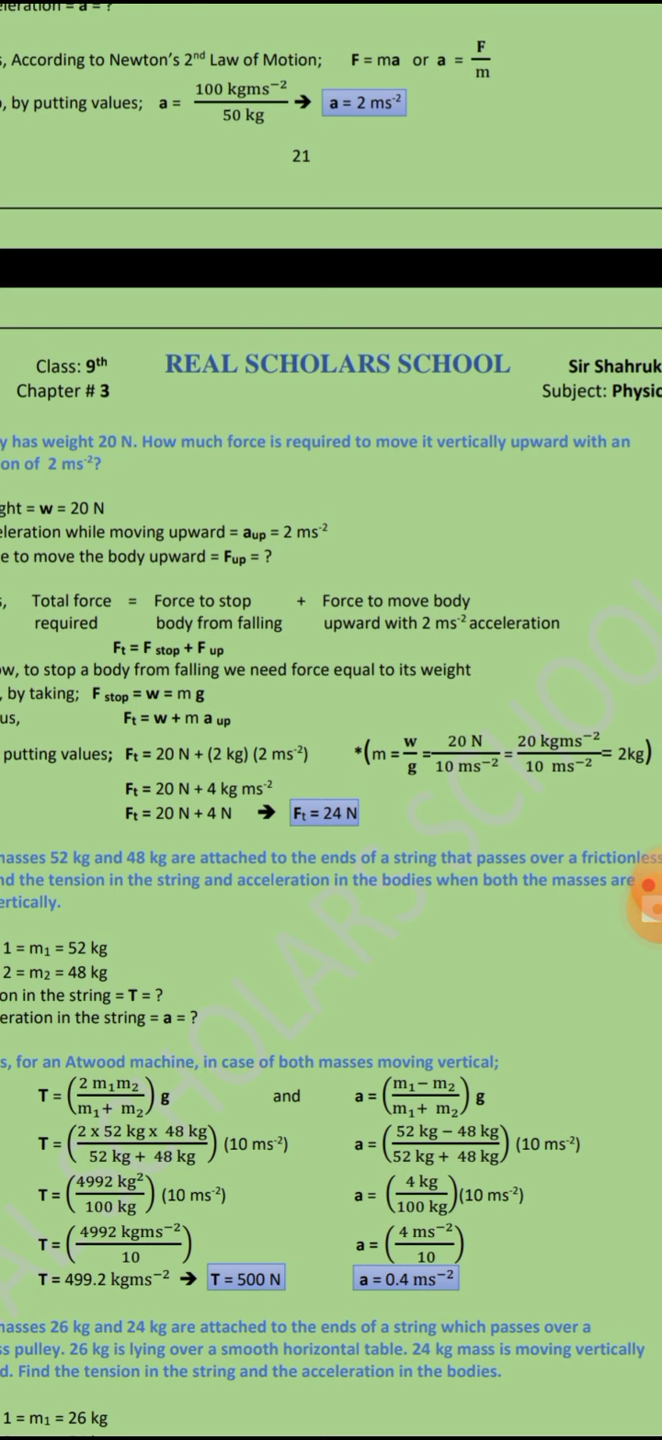 eleration = a = ?
s, According to Newton's 2nd Law of Motion; F = ma or a = F/m
o, by putting values; a = 100 kgms⁻² / 50 kg ➔ a = 2 ms⁻²
21
Class: 9th REAL SCHOLARS SCHOOL Sir Shahruk
Chapter # 3 Subject: Physic
y has weight 20 N. How much force is required to move it vertically upward with an
on of 2 ms⁻²?
ght = w = 20 N
eleration while moving upward = aup = 2 ms⁻²
e to move the body upward = Fup = ?
s, Total force = Force to stop + Force to move body
required body from falling upward with 2 ms⁻² acceleration
Ft = F stop + F up
ow, to stop a body from falling we need force equal to its weight
, by taking; F stop = w = m g
us, Ft = w + m a up
putting values; Ft = 20 N + (2 kg) (2 ms⁻²) *(m = w/g = 20 N / 10 ms⁻² = 20 kgms⁻² / 10 ms⁻² = 2kg)
Ft = 20 N + 4 kg ms⁻²
Ft = 20 N + 4 N ➔ Ft = 24 N
masses 52 kg and 48 kg are attached to the ends of a string that passes over a frictionless
nd the tension in the string and acceleration in the bodies when both the masses are
ertically.
1 = m₁ = 52 kg
2 = m₂ = 48 kg
on in the string = T = ?
eration in the string = a = ?
s, for an Atwood machine, in case of both masses moving vertical;
T = (2 m₁m₂ / m₁+ m₂) g and a = (m₁− m₂ / m₁+ m₂) g
T = (2 x 52 kg x 48 kg / 52 kg + 48 kg) (10 ms⁻²) a = (52 kg − 48 kg / 52 kg + 48 kg) (10 ms⁻²)
T = (4992 kg² / 100 kg) (10 ms⁻²) a = (4 kg / 100 kg)(10 ms⁻²)
T = (4992 kgms⁻² / 10) a = (4 ms⁻² / 10)
T = 499.2 kgms⁻² ➔ T = 500 N a = 0.4 ms⁻²
masses 26 kg and 24 kg are attached to the ends of a string which passes over a
ss pulley. 26 kg is lying over a smooth horizontal table. 24 kg mass is moving vertically
d. Find the tension in the string and the acceleration in the bodies.
1 = m₁ = 26 kg